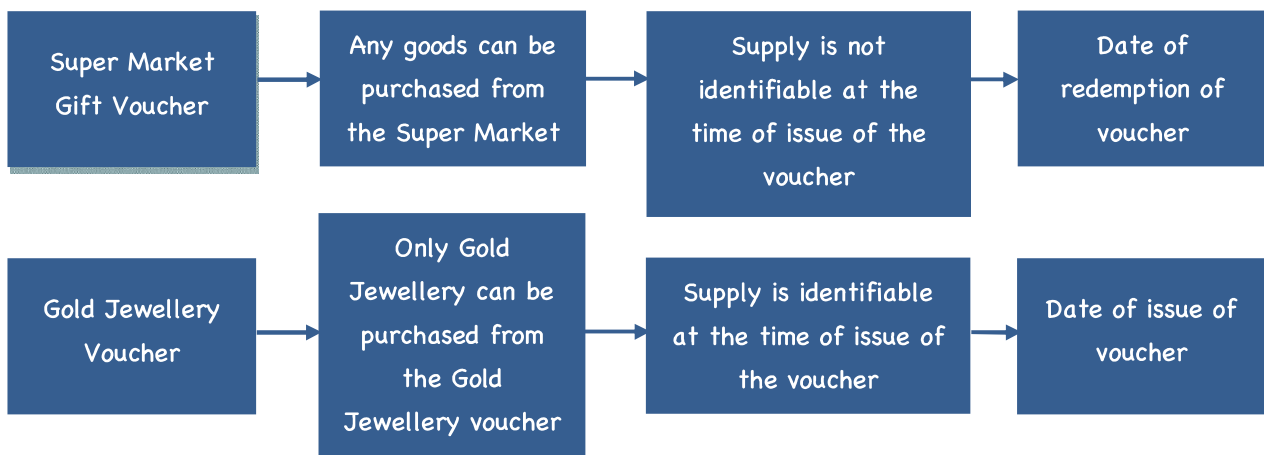 Super Market
Gift Voucher
Any goods can be
purchased from
the Super Market
Supply is not
identifiable at the
time of issue of the
voucher
Date of
redemption of
voucher
Gold Jewellery
Voucher
Only Gold
Jewellery can be
purchased from
the Gold
Jewellery voucher
Supply is identifiable
at the time of issue of
the voucher
Date of issue of
voucher